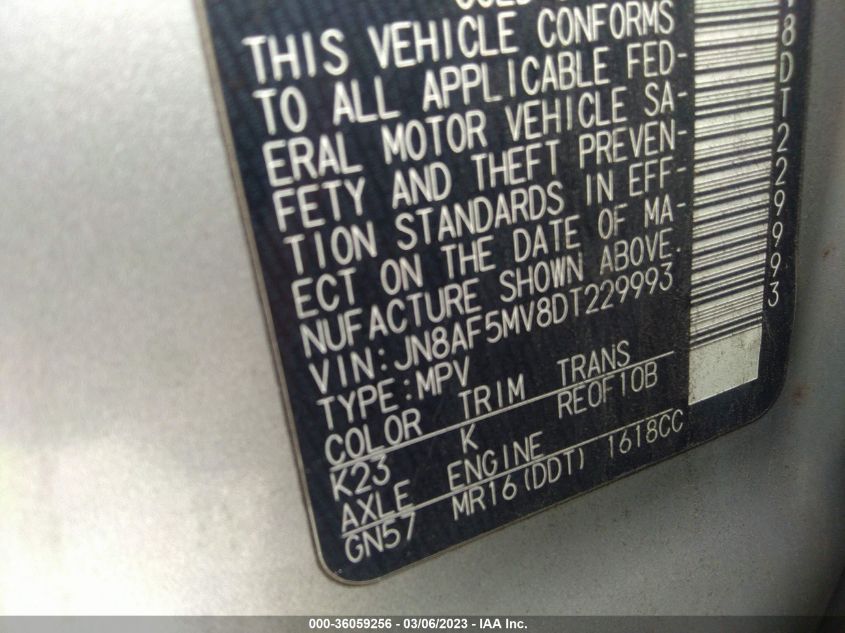 THIS VEHICLE CONFORMS
TO ALL APPLICABLE FED-
ERAL MOTOR VEHICLE SA-
FETY AND THEFT PREVEN-
TION STANDARDS IN EFF-
ECT ON THE DATE OF MA-
NUFACTURE SHOWN ABOVE.
VIN:JN8AF5MV8DT229993
TYPE:MPV
COLOR TRIM TRANS
K23 K REOF10B
AXLE ENGINE
GN57 MR16(DDT) 1618CC
8DT229993
000-36059256 - 03/06/2023 - IAA Inc.